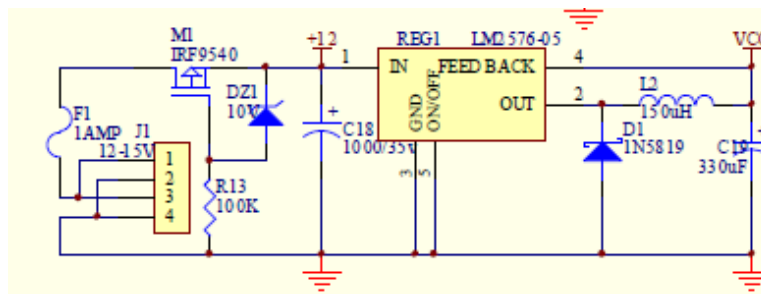 M1
IRF9540
+12
REG1
LM2576-05
VCC
1
IN
FEED BACK
4
GND
ON/OFF
OUT
2
3
5
DZ1
10V
L2
150uH
F1
1AMP
J1
12-15V
1
2
3
4
+
C18
1000/35v
D1
1N5819
C19
330uF
R13
100K